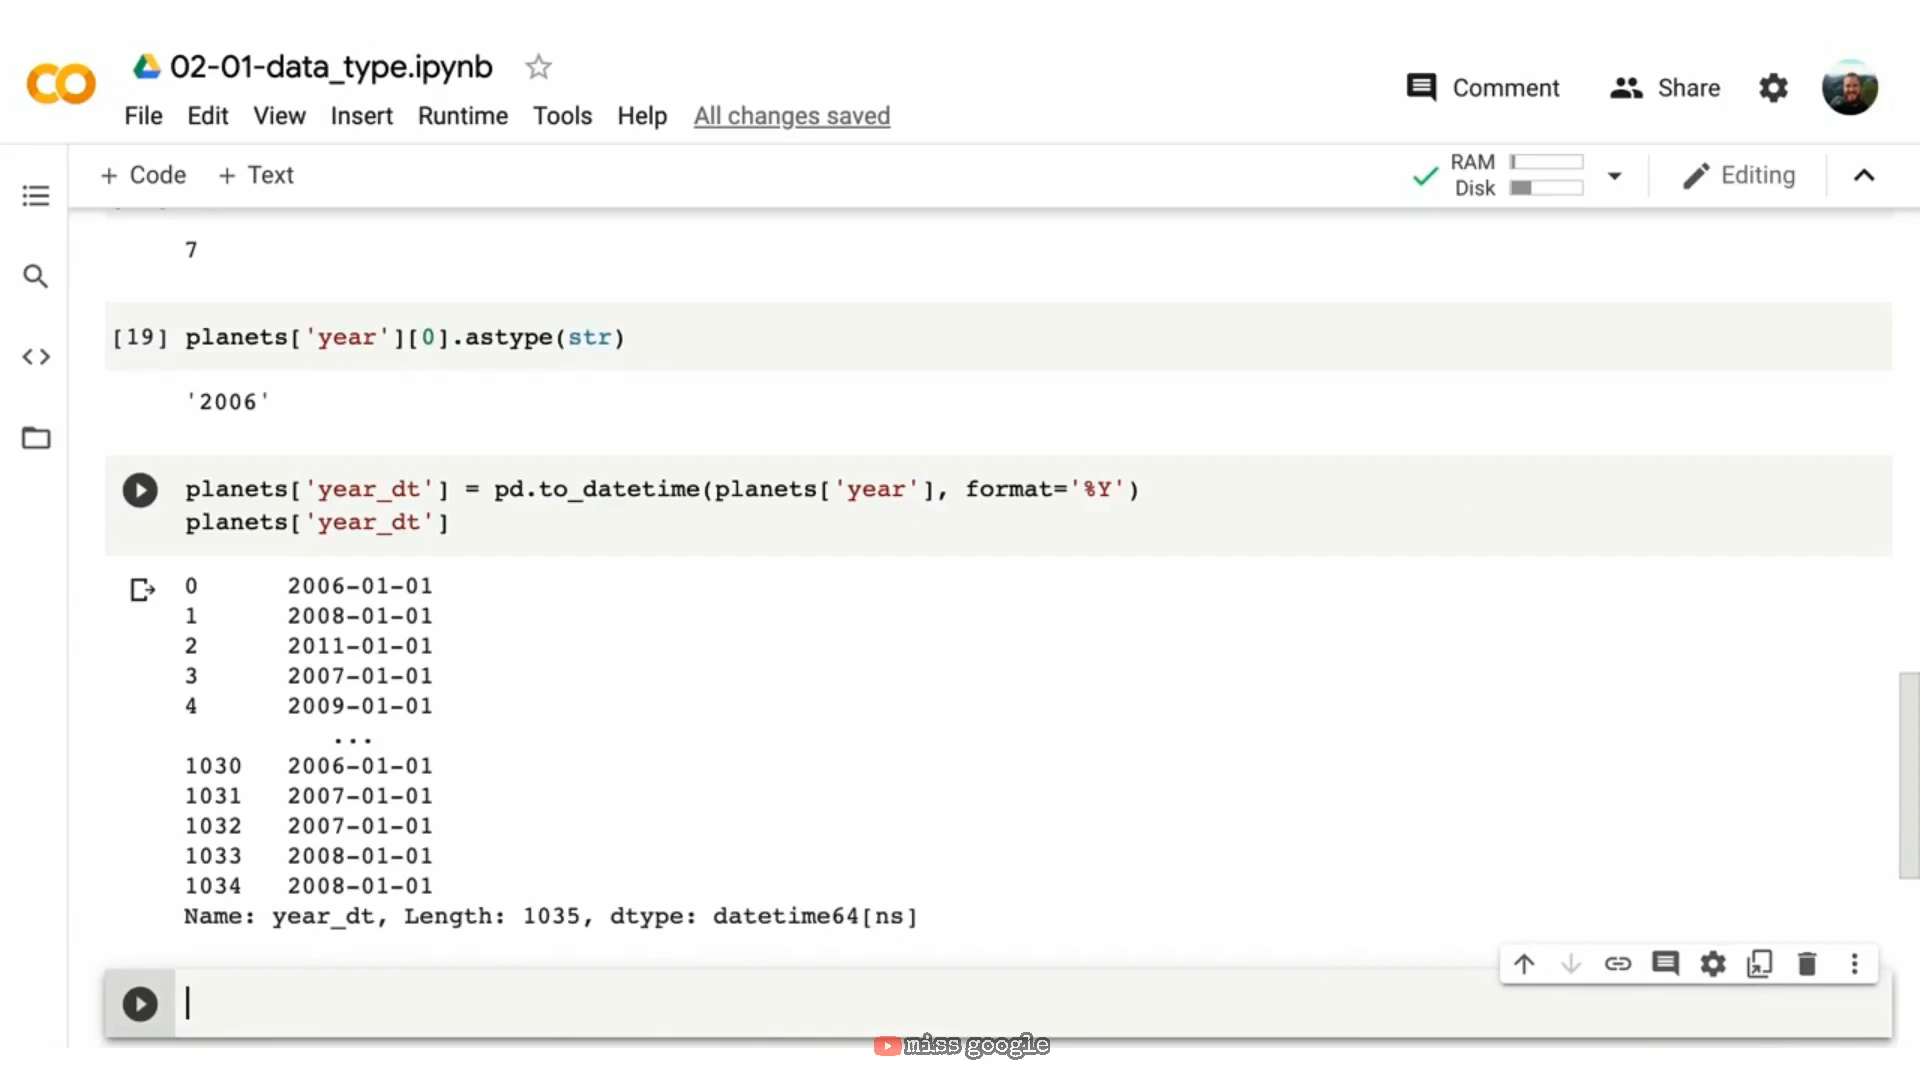 02-01-data_type.ipynb
File Edit View Insert Runtime Tools Help All changes saved
Comment Share
+ Code + Text
RAM
Disk
Editing
7
[19] planets['year'][0].astype(str)
'2006'
planets['year_dt'] = pd.to_datetime(planets['year'], format='%Y')
planets['year_dt']
0 2006-01-01
1 2008-01-01
2 2011-01-01
3 2007-01-01
4 2009-01-01
...
1030 2006-01-01
1031 2007-01-01
1032 2007-01-01
1033 2008-01-01
1034 2008-01-01
Name: year_dt, Length: 1035, dtype: datetime64[ns]
miss google